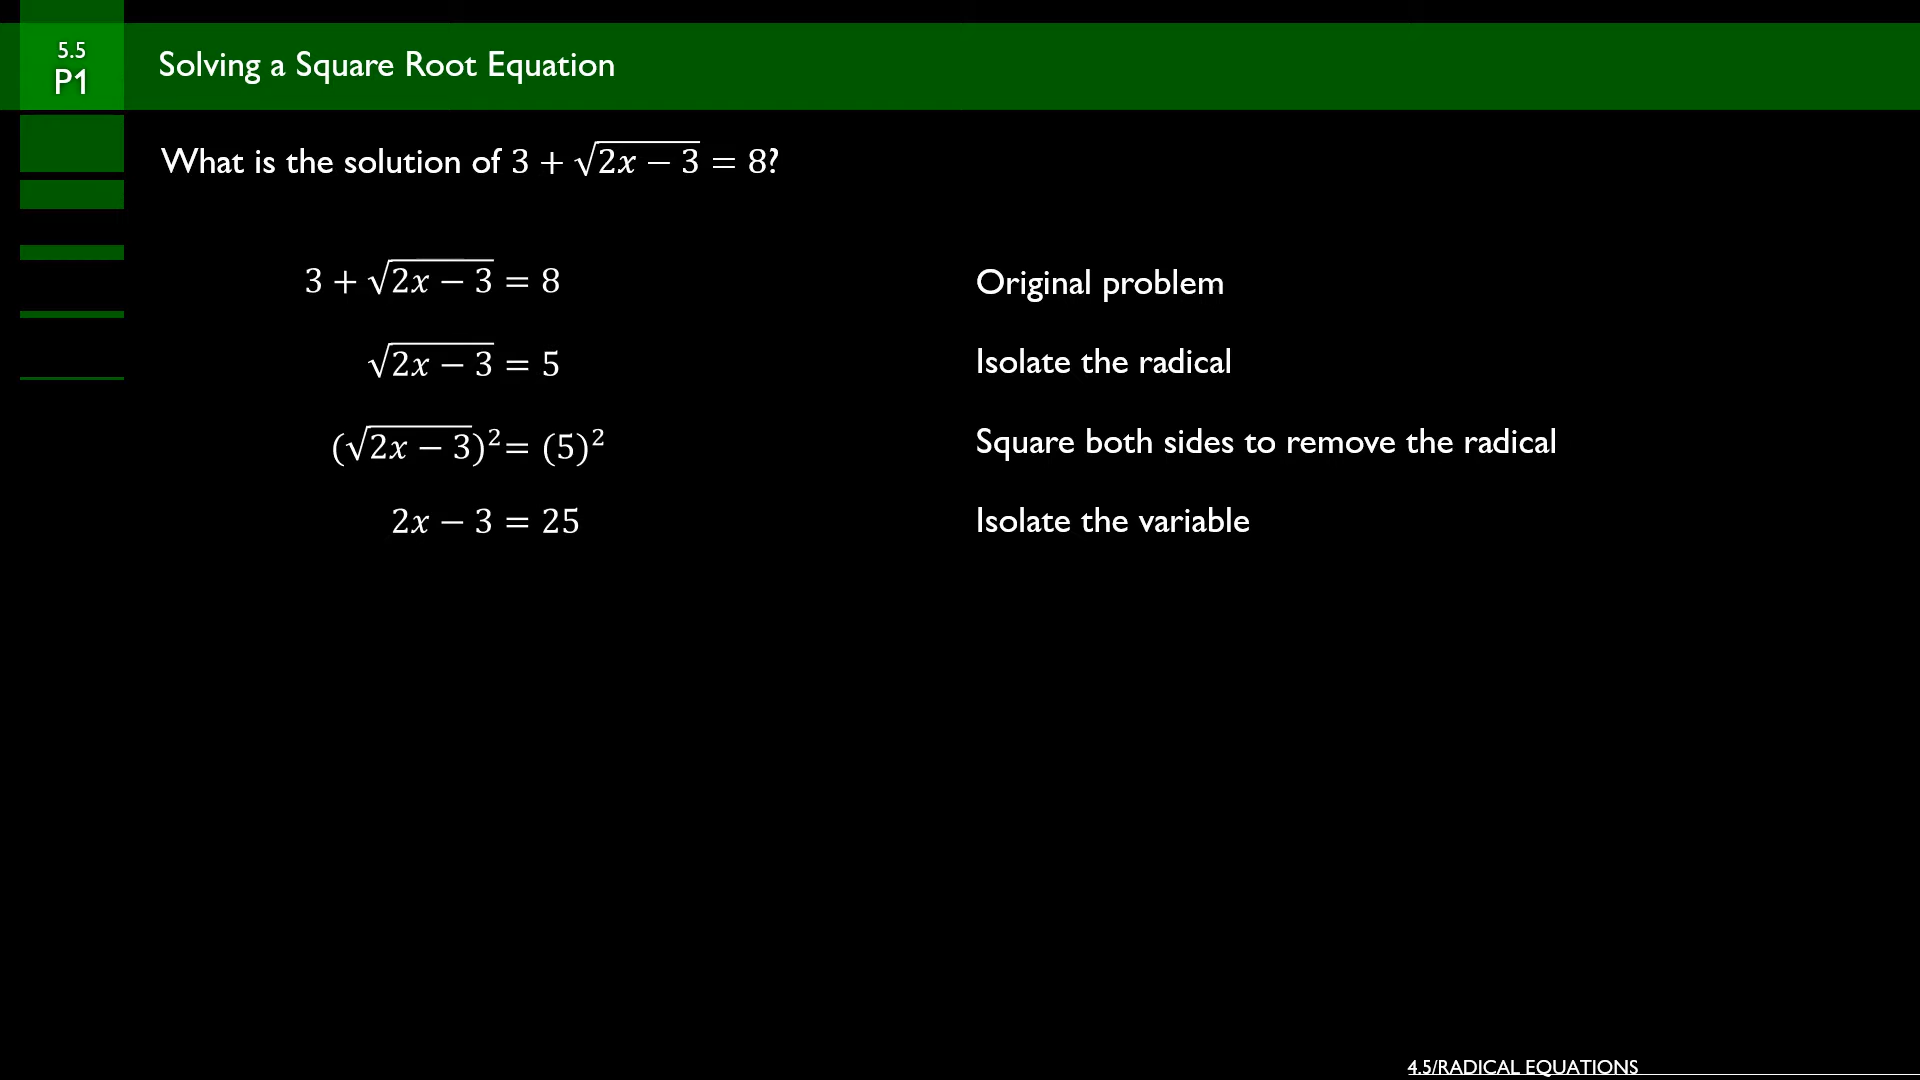 5.5
P1
Solving a Square Root Equation
What is the solution of 3 + √(2x − 3) = 8?
3 + √(2x − 3) = 8
Original problem
√(2x − 3) = 5
Isolate the radical
(√(2x − 3))² = (5)²
Square both sides to remove the radical
2x − 3 = 25
Isolate the variable
4.5/RADICAL EQUATIONS